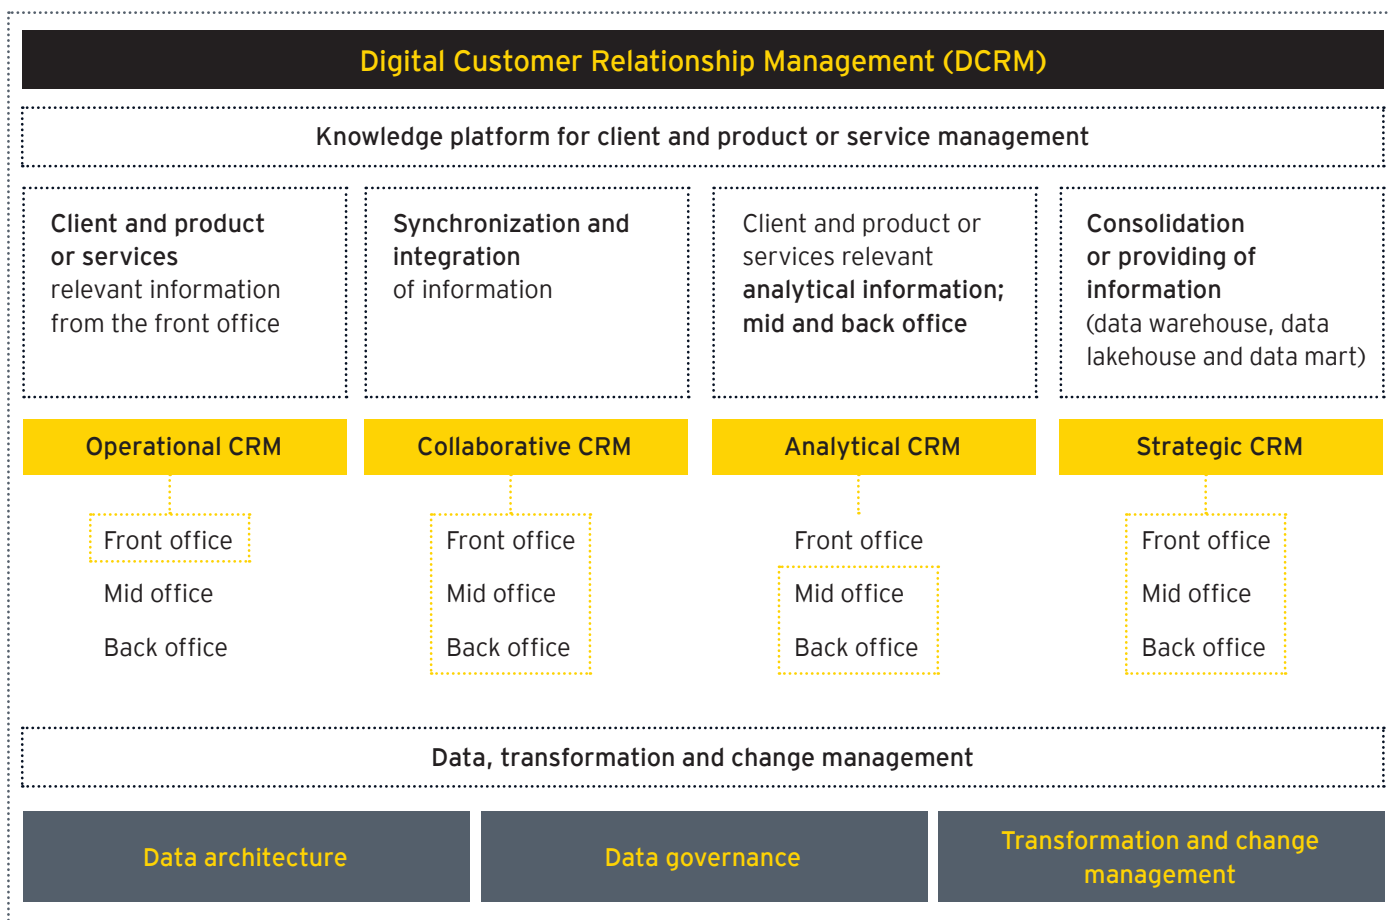 Digital Customer Relationship Management (DCRM)
Knowledge platform for client and product or service management
Client and product
or services
relevant information
from the front office
Synchronization and
integration
of information
Client and product or
services relevant
analytical information;
mid and back office
Consolidation
or providing of
information
(data warehouse, data
lakehouse and data mart)
Operational CRM
Collaborative CRM
Analytical CRM
Strategic CRM
Front office
Mid office
Back office
Front office
Mid office
Back office
Front office
Mid office
Back office
Front office
Mid office
Back office
Data, transformation and change management
Data architecture
Data governance
Transformation and change
management